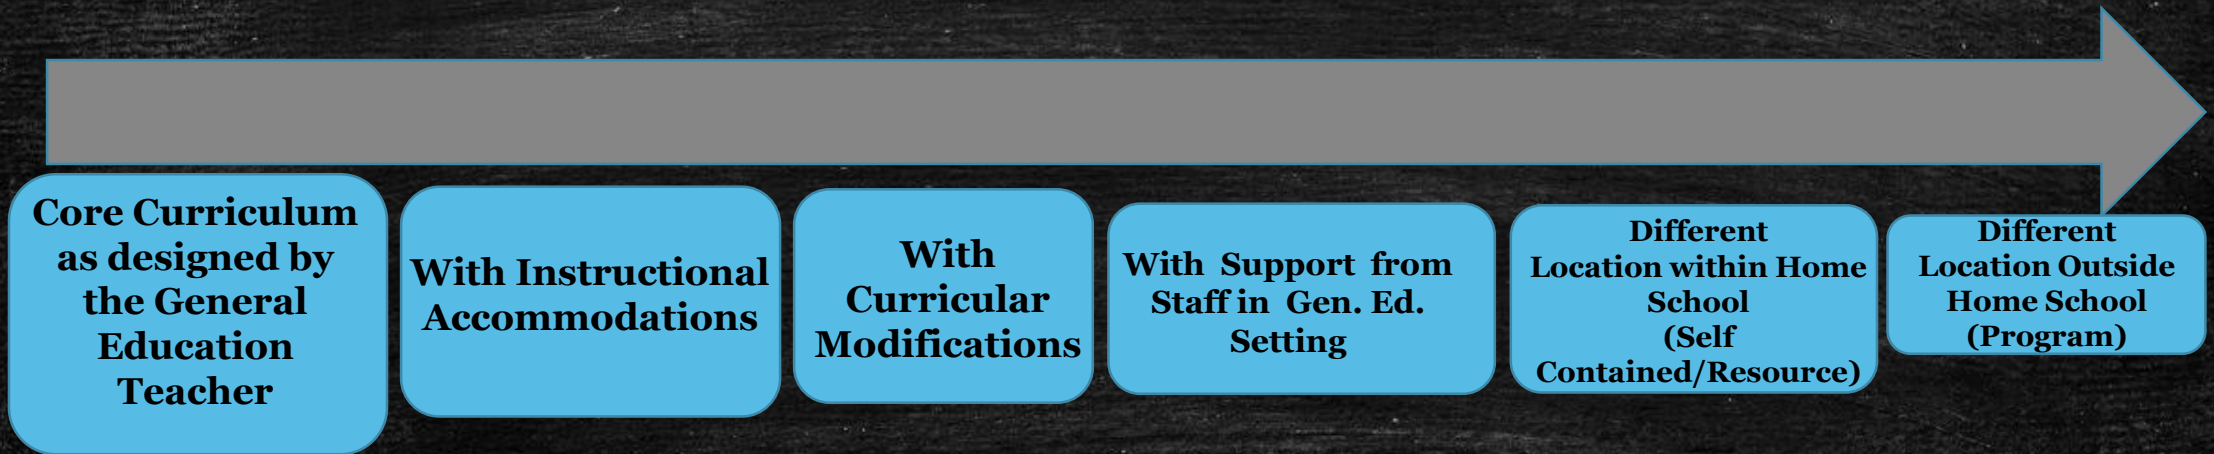 Core Curriculum
as designed by
the General
Education
Teacher
With Instructional
Accommodations
With
Curricular
Modifications
With Support from
Staff in Gen. Ed.
Setting
Different
Location within Home
School
(Self
Contained/Resource)
Different
Location Outside
Home School
(Program)